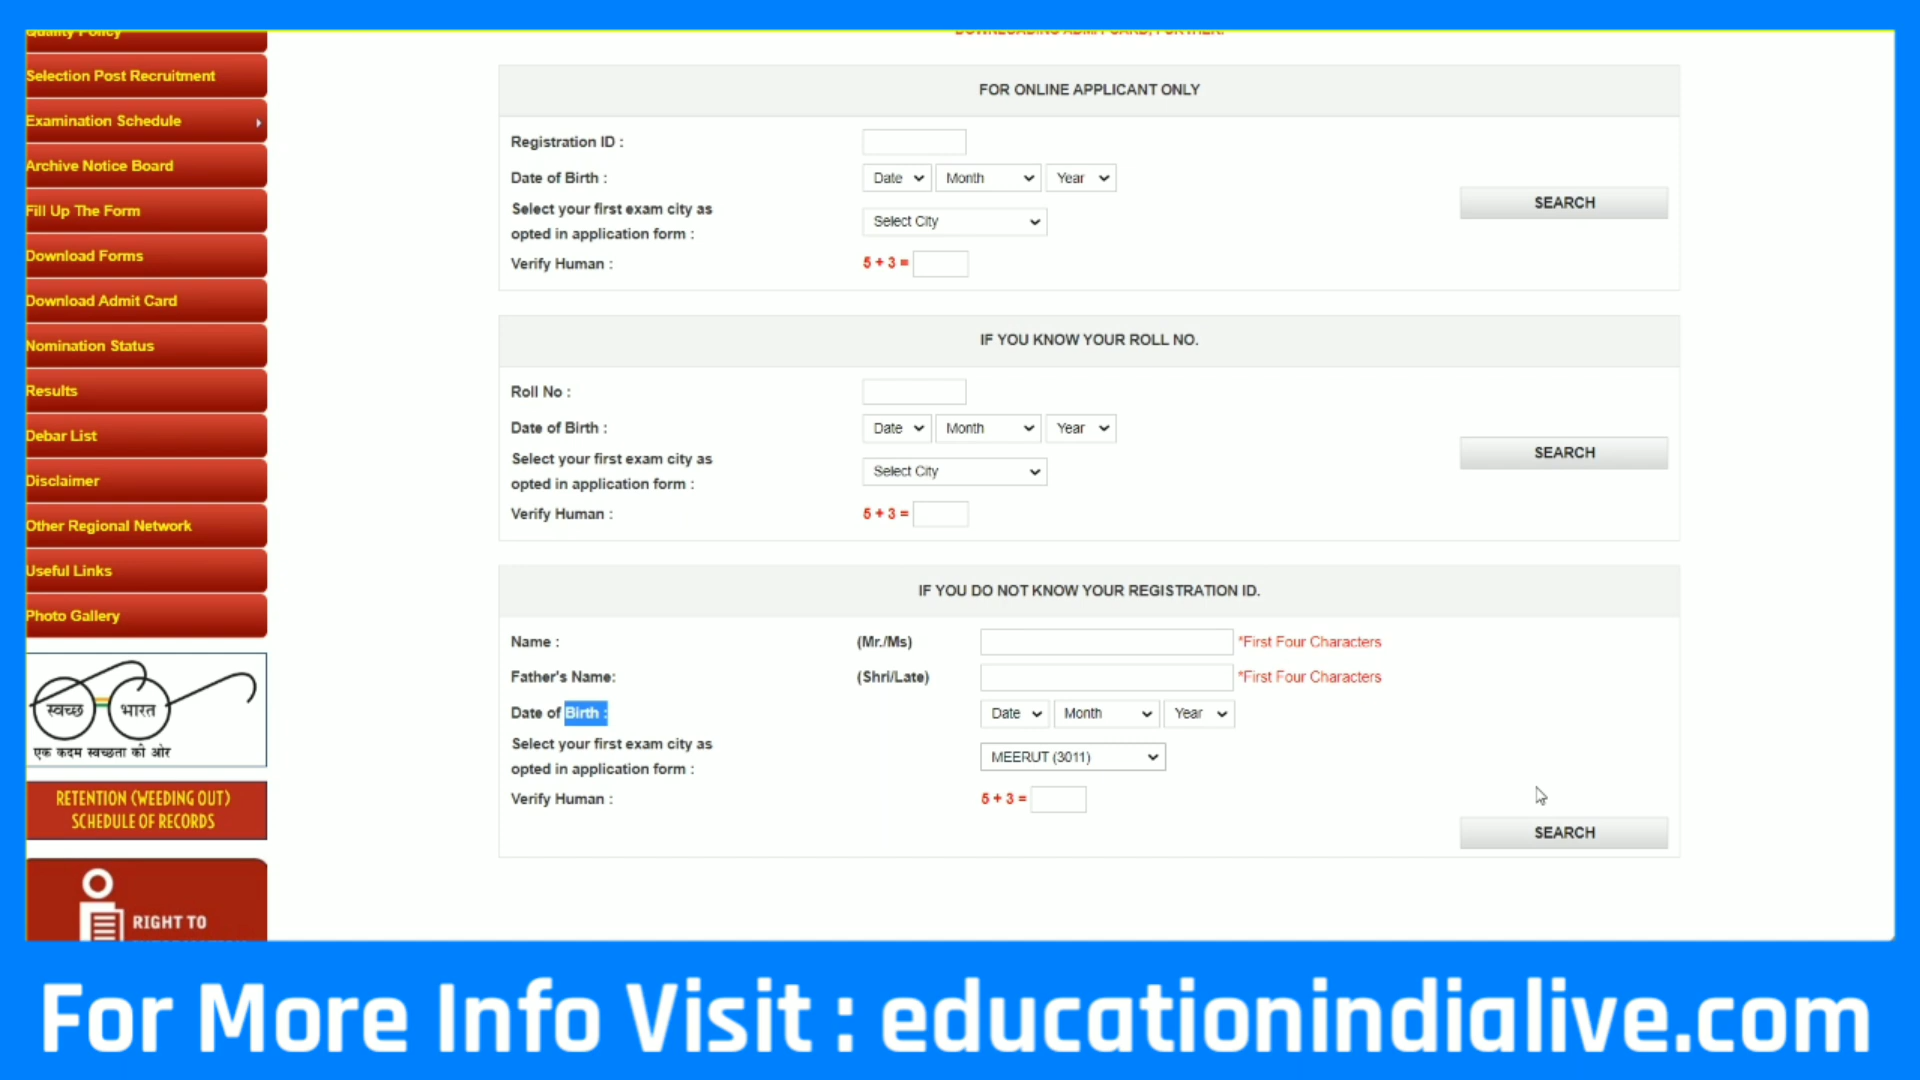 Quality Policy
Selection Post Recruitment
Examination Schedule
Archive Notice Board
Fill Up The Form
Download Forms
Download Admit Card
Nomination Status
Results
Debar List
Disclaimer
Other Regional Network
Useful Links
Photo Gallery
स्वच्छ भारत
एक कदम स्वच्छता की ओर
RETENTION (WEEDING OUT)
SCHEDULE OF RECORDS
RIGHT TO
DOWNLOADING ADMIT CARD, FURTHER.
FOR ONLINE APPLICANT ONLY
Registration ID :
Date of Birth : Date Month Year
Select your first exam city as
opted in application form : Select City
Verify Human : 5 + 3 =
SEARCH
IF YOU KNOW YOUR ROLL NO.
Roll No :
Date of Birth : Date Month Year
Select your first exam city as
opted in application form : Select City
Verify Human : 5 + 3 =
SEARCH
IF YOU DO NOT KNOW YOUR REGISTRATION ID.
Name : (Mr./Ms) *First Four Characters
Father's Name: (Shri/Late) *First Four Characters
Date of Birth : Date Month Year
Select your first exam city as
opted in application form : MEERUT (3011)
Verify Human : 5 + 3 =
SEARCH
For More Info Visit : educationindialive.com